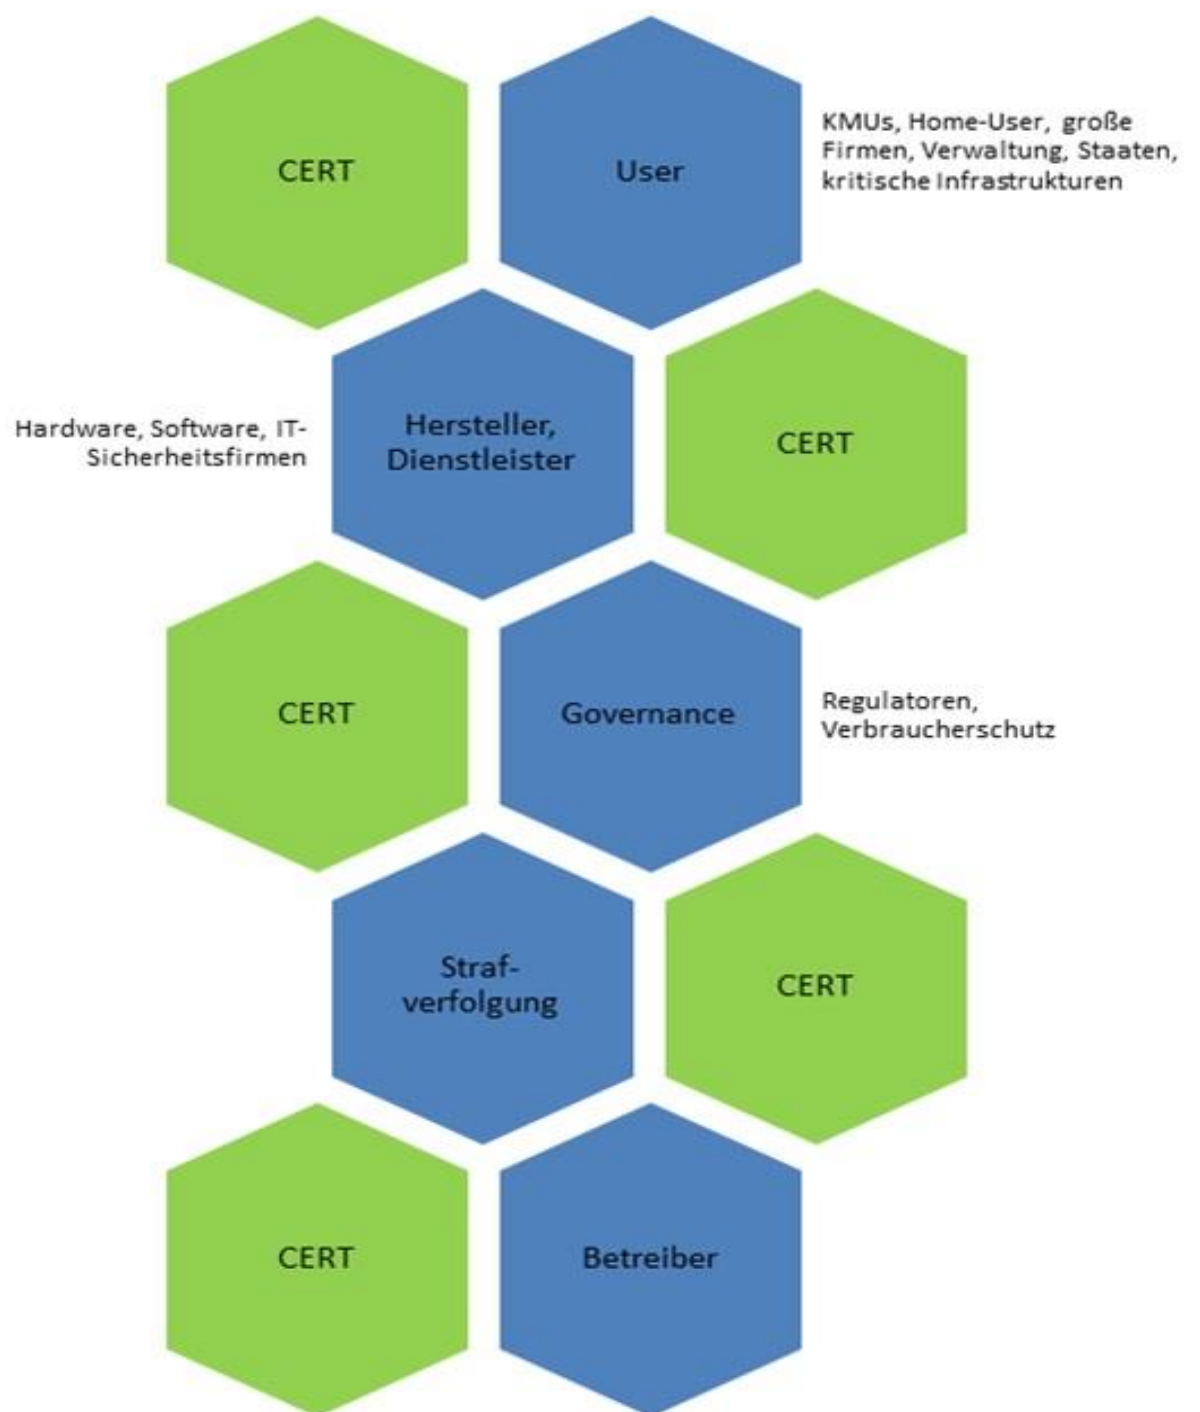 CERT
User
KMUs, Home-User, große
Firmen, Verwaltung, Staaten,
kritische Infrastrukturen
Hardware, Software, IT-
Sicherheitsfirmen
Hersteller,
Dienstleister
CERT
CERT
Governance
Regulatoren,
Verbraucherschutz
Straf-
verfolgung
CERT
CERT
Betreiber